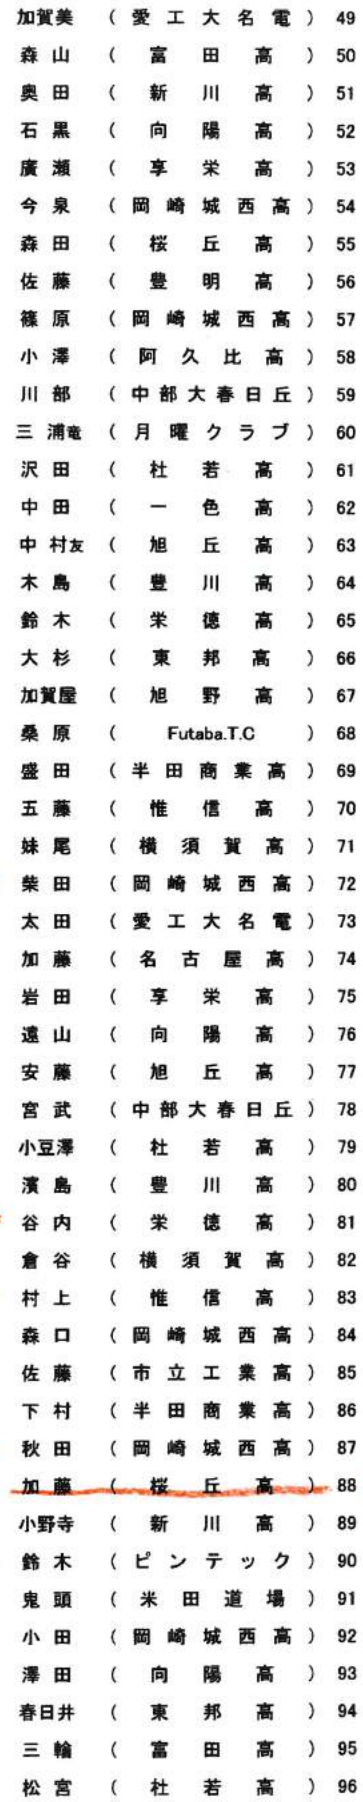 加賀美 （愛工大名電） 49
森山 （富田高） 50
奥田 （新川高） 51
石黒 （向陽高） 52
廣瀬 （享栄高） 53
今泉 （岡崎城西高） 54
森田 （桜丘高） 55
佐藤 （豊明高） 56
篠原 （岡崎城西高） 57
小澤 （阿久比高） 58
川部 （中部大春日丘） 59
三浦竜 （月曜クラブ） 60
沢田 （杜若高） 61
中田 （一色高） 62
中村友 （旭丘高） 63
木島 （豊川高） 64
鈴木 （栄徳高） 65
大杉 （東邦高） 66
加賀屋 （旭野高） 67
桑原 （Futaba.T.C） 68
盛田 （半田商業高） 69
五藤 （惟信高） 70
妹尾 （横須賀高） 71
柴田 （岡崎城西高） 72
太田 （愛工大名電） 73
加藤 （名古屋高） 74
岩田 （享栄高） 75
遠山 （向陽高） 76
安藤 （旭丘高） 77
宮武 （中部大春日丘） 78
小豆澤 （杜若高） 79
濱島 （豊川高） 80
谷内 （栄徳高） 81
倉谷 （横須賀高） 82
村上 （惟信高） 83
森口 （岡崎城西高） 84
佐藤 （市立工業高） 85
下村 （半田商業高） 86
秋田 （岡崎城西高） 87
加藤 （桜丘高） 88
小野寺 （新川高） 89
鈴木 （ピンテック） 90
鬼頭 （米田道場） 91
小田 （岡崎城西高） 92
澤田 （向陽高） 93
春日井 （東邦高） 94
三輪 （富田高） 95
松宮 （杜若高） 96